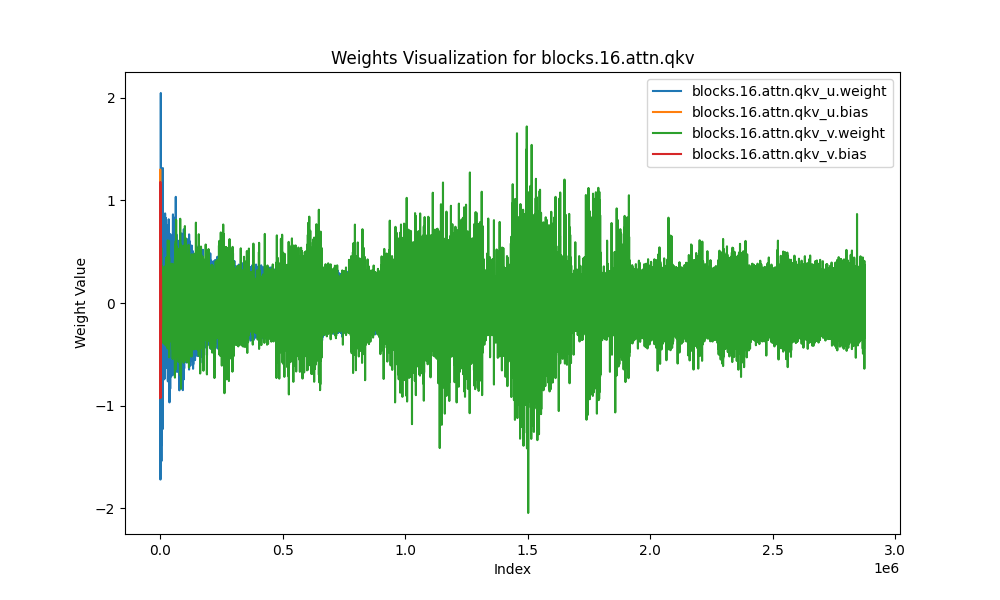 Weights Visualization for blocks.16.attn.qkv
blocks.16.attn.qkv_u.weight
blocks.16.attn.qkv_u.bias
blocks.16.attn.qkv_v.weight
blocks.16.attn.qkv_v.bias
Weight Value
2
1
0
−1
−2
0.0 0.5 1.0 1.5 2.0 2.5 3.0
1e6
Index